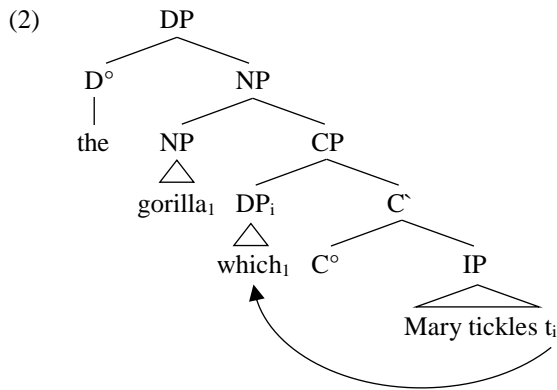 (2) DP
D° NP
the NP CP
gorilla₁ DPᵢ C`
which₁ C° IP
Mary tickles tᵢ